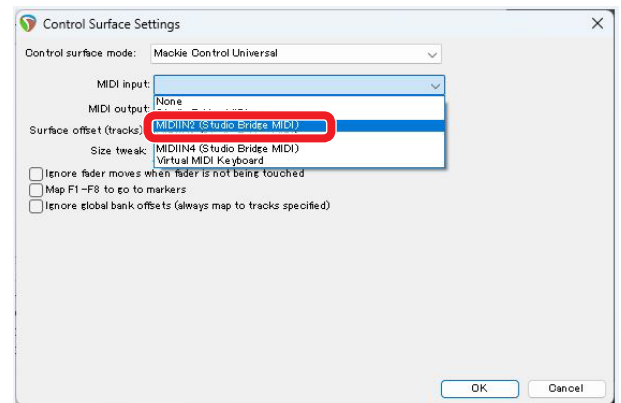 Control Surface Settings
Control surface mode: Mackie Control Universal
MIDI input:
None
MIDI output:
MIDIIN2 (Studio Bridge MIDI)
Surface offset (tracks)
Size tweak: MIDIIN4 (Studio Bridge MIDI)
Virtual MIDI Keyboard
Ignore fader moves when fader is not being touched
Map F1-F8 to go to markers
Ignore global bank offsets (always map to tracks specified)
OK Cancel